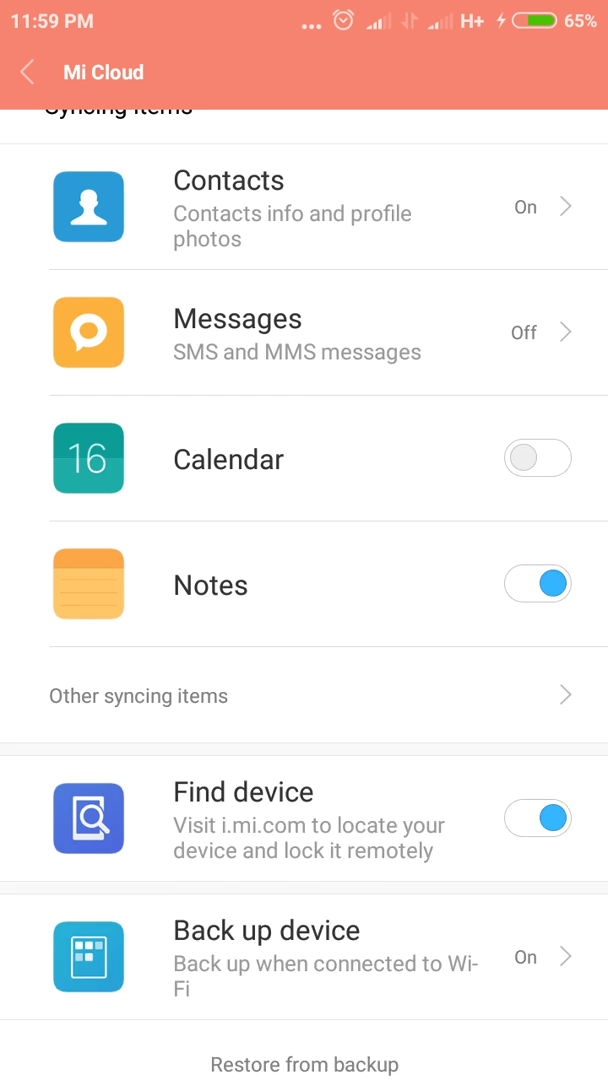 11:59 PM
... H+ 65%
Mi Cloud
Syncing items
Contacts
Contacts info and profile
photos
On
Messages
SMS and MMS messages
Off
16
Calendar
Notes
Other syncing items
Find device
Visit i.mi.com to locate your
device and lock it remotely
Back up device
Back up when connected to Wi-
Fi
On
Restore from backup